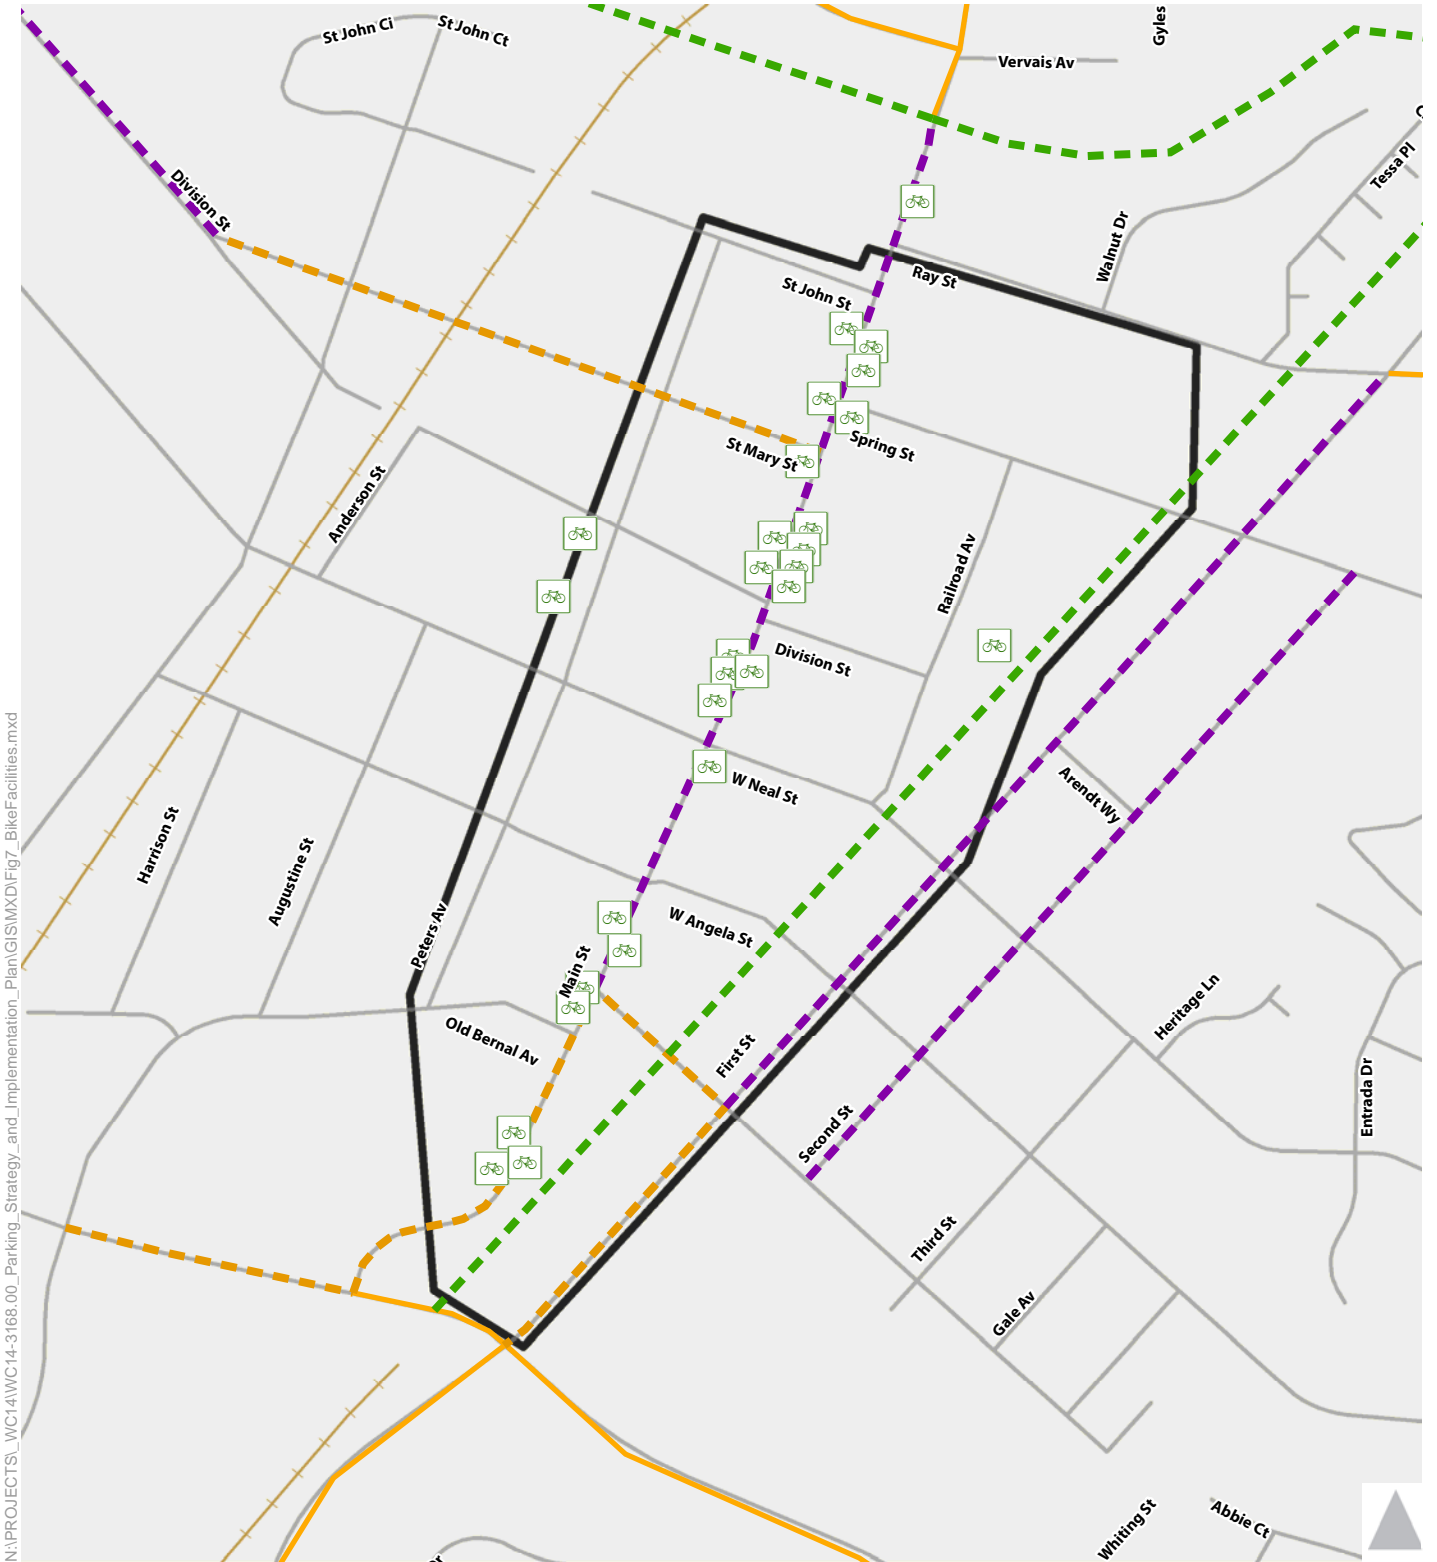 St John Ci
St John Ct
Gyles
Vervais Av
Tessa Pl
Division St
Walnut Dr
Ray St
St John St
Spring St
St Mary St
Anderson St
Railroad Av
Division St
W Neal St
Arendt Wy
Harrison St
Augustine St
Peters Av
W Angela St
Main St
Old Bernal Av
First St
Heritage Ln
Second St
Entrada Dr
Third St
Gale Av
Whiting St
Abbie Ct
N:\PROJECTS\_WC14\WC14-3168.00_Parking_Strategy_and_Implementation_Plan\GIS\MXD\Fig7_BikeFacilities.mxd